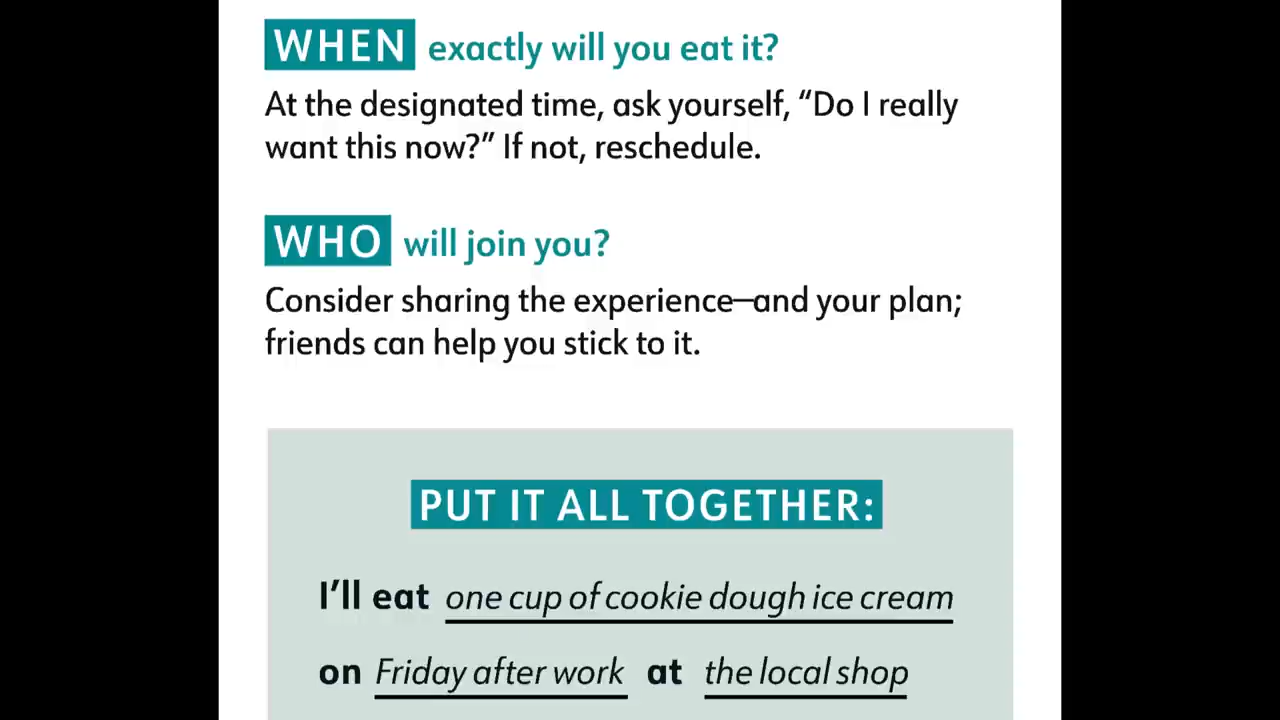 WHEN exactly will you eat it?
At the designated time, ask yourself, “Do I really
want this now?” If not, reschedule.
WHO will join you?
Consider sharing the experience—and your plan;
friends can help you stick to it.
PUT IT ALL TOGETHER:
I’ll eat one cup of cookie dough ice cream
on Friday after work at the local shop